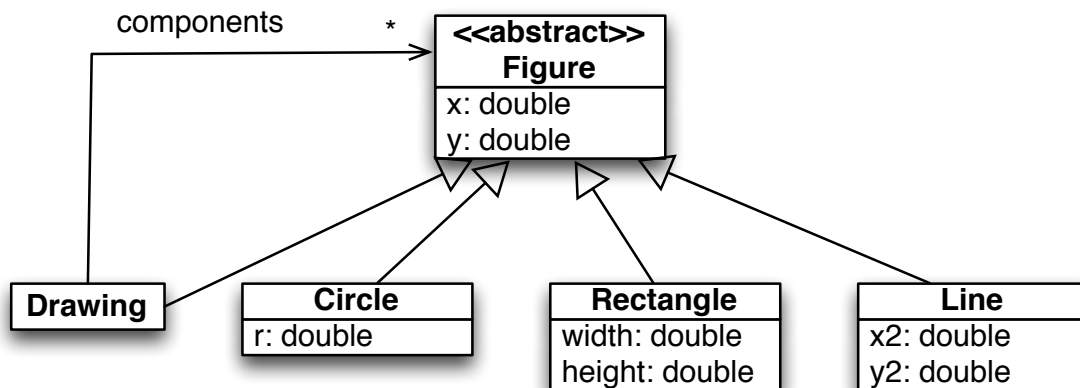 components
*
<<abstract>>
Figure
x: double
y: double
Drawing
Circle
r: double
Rectangle
width: double
height: double
Line
x2: double
y2: double